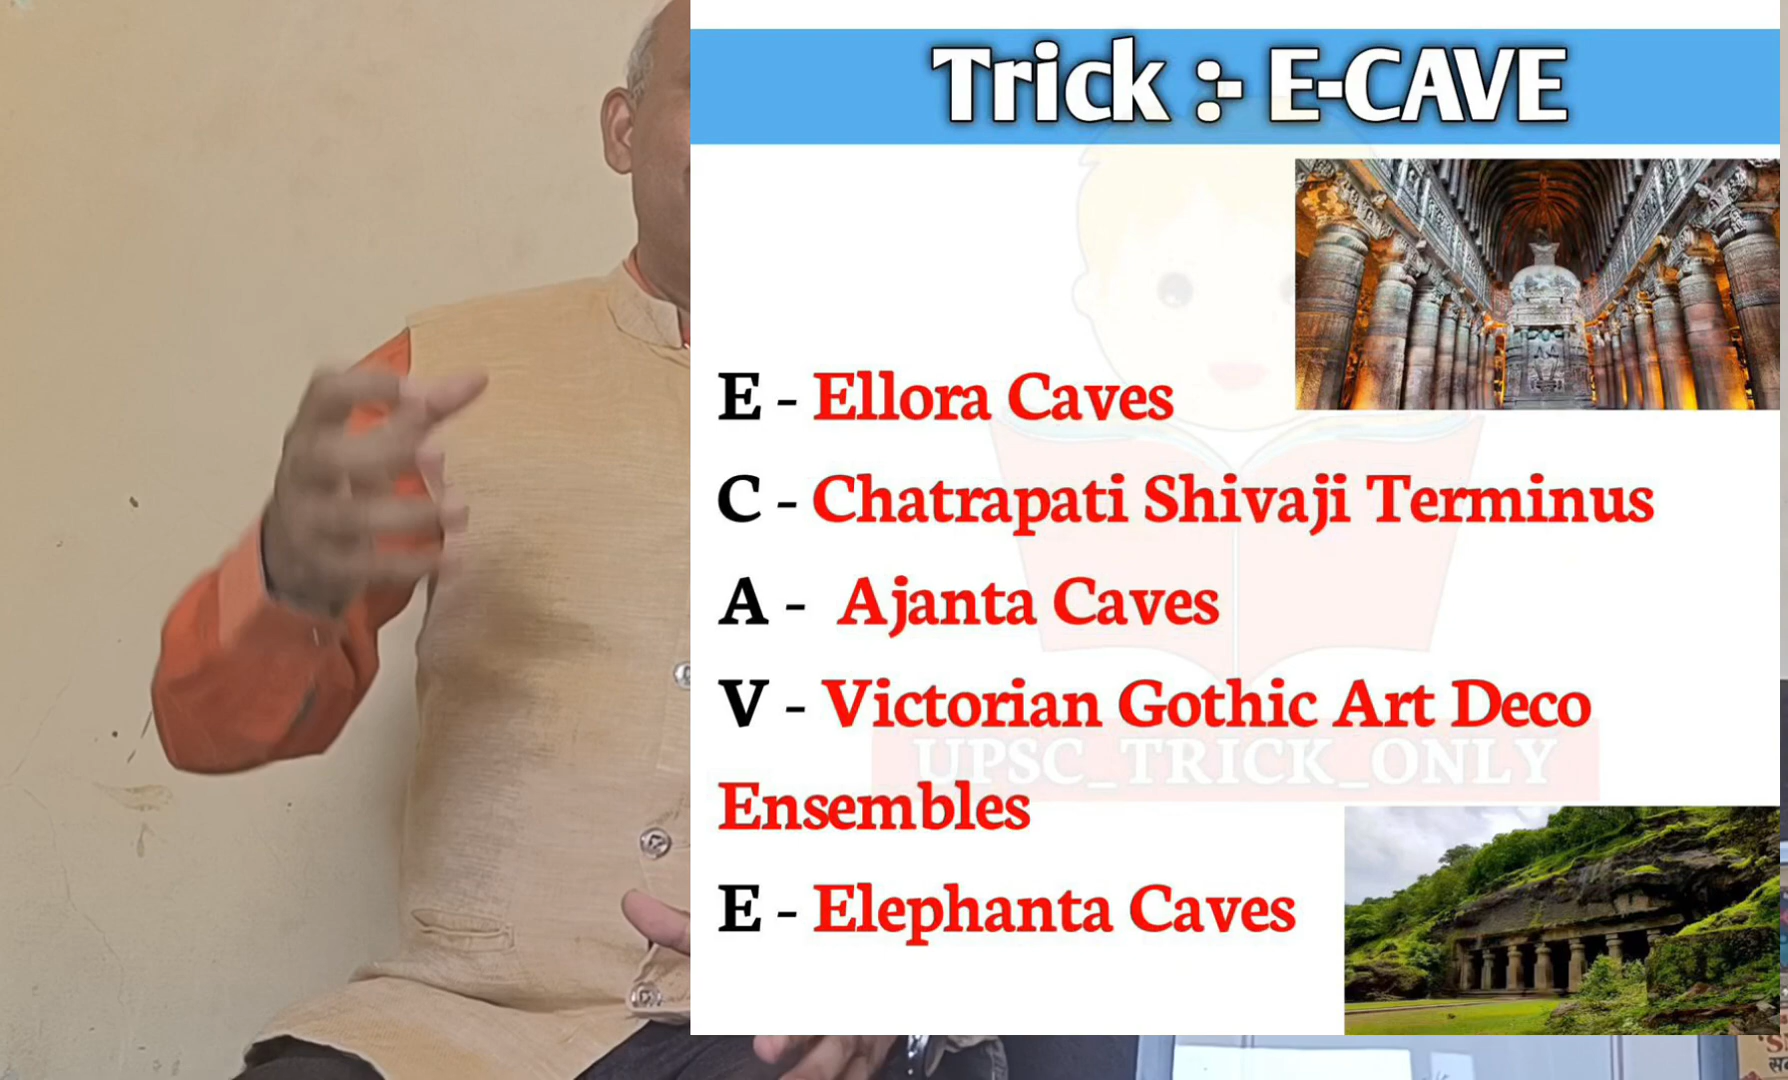 Trick :- E-CAVE
E - Ellora Caves
C - Chatrapati Shivaji Terminus
A - Ajanta Caves
V - Victorian Gothic Art Deco
UPSC_TRICK_ONLY
Ensembles
E - Elephanta Caves